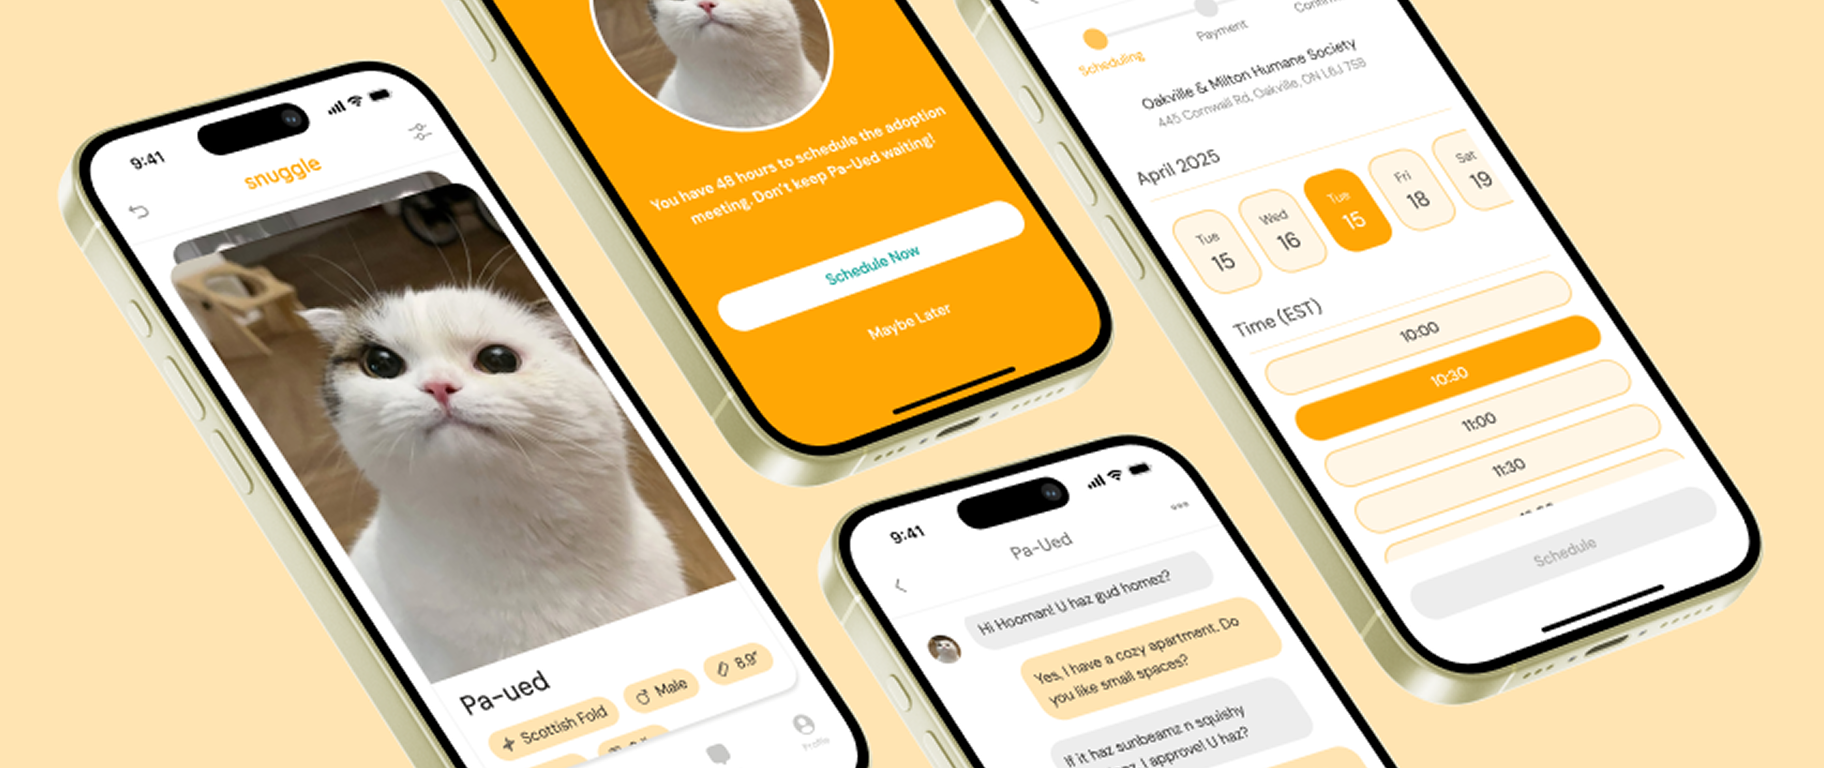 9:41
snuggle
Pa-ued
Scottish Fold
Male
8.9"
Profile
You have 48 hours to schedule the adoption
meeting. Don't keep Pa-Ued waiting!
Schedule Now
Maybe Later
9:41
Pa-Ued
Hi Hooman! U haz gud homez?
Yes, I have a cozy apartment. Do
you like small spaces?
If it haz sunbeamz n squishy
I approve! U haz?
Scheduling
Payment
Oakville & Milton Humane Society
445 Cornwall Rd, Oakville, ON L6J 7S8
April 2025
Tue
15
Wed
16
Tue
15
Fri
18
Sat
19
Time (EST)
10:00
10:30
11:00
11:30
Schedule